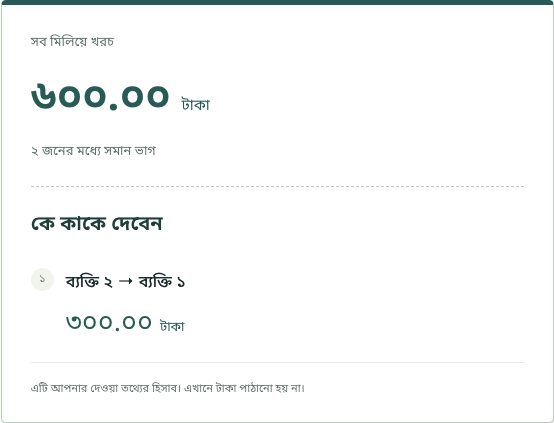 সব মিলিয়ে খরচ
৬০০.০০ টাকা
২ জনের মধ্যে সমান ভাগ
কে কাকে দেবেন
১
ব্যক্তি ২ → ব্যক্তি ১
৩০০.০০ টাকা
এটি আপনার দেওয়া তথ্যের হিসাব। এখানে টাকা পাঠানো হয় না।